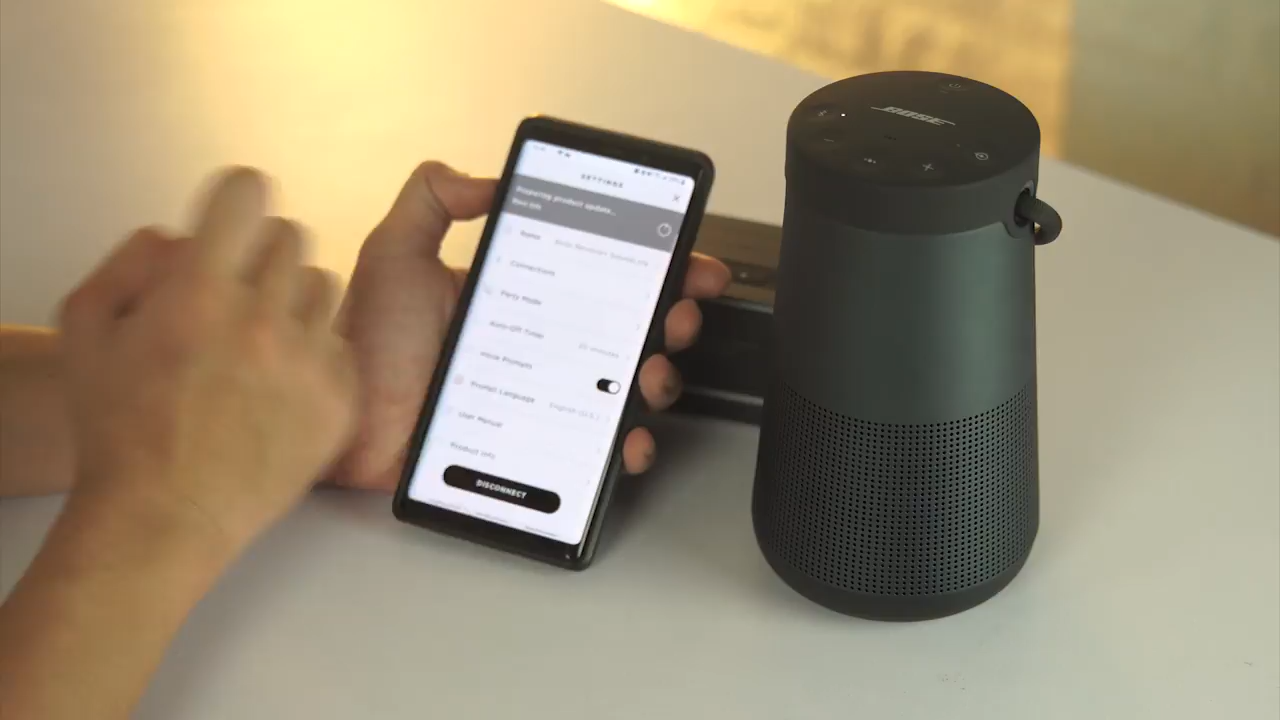 SETTINGS
Preparing product update...
Name
Connections
Party Mode
Auto-Off Timer
Voice Prompts
Prompt Language
User Manual
Product Info
DISCONNECT
BOSE